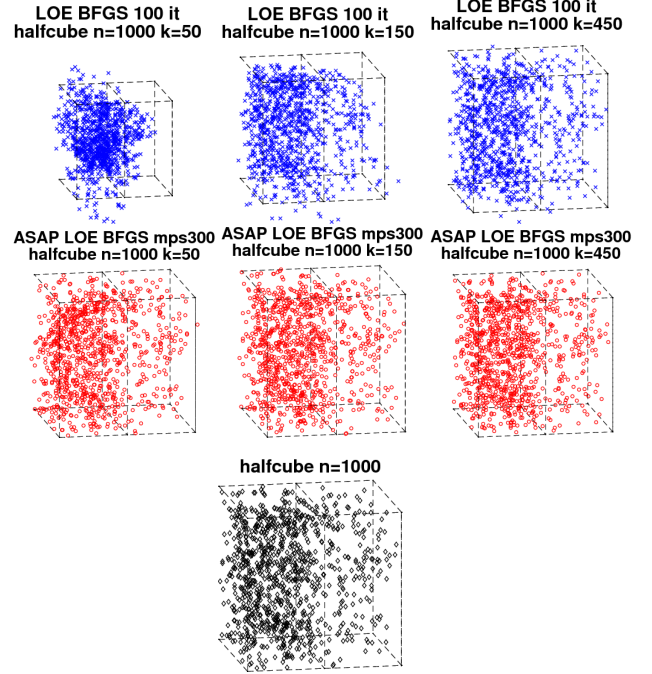 LOE BFGS 100 it
halfcube n=1000 k=50
LOE BFGS 100 it
halfcube n=1000 k=150
LOE BFGS 100 it
halfcube n=1000 k=450
ASAP LOE BFGS mps300
halfcube n=1000 k=50
ASAP LOE BFGS mps300
halfcube n=1000 k=150
ASAP LOE BFGS mps300
halfcube n=1000 k=450
halfcube n=1000